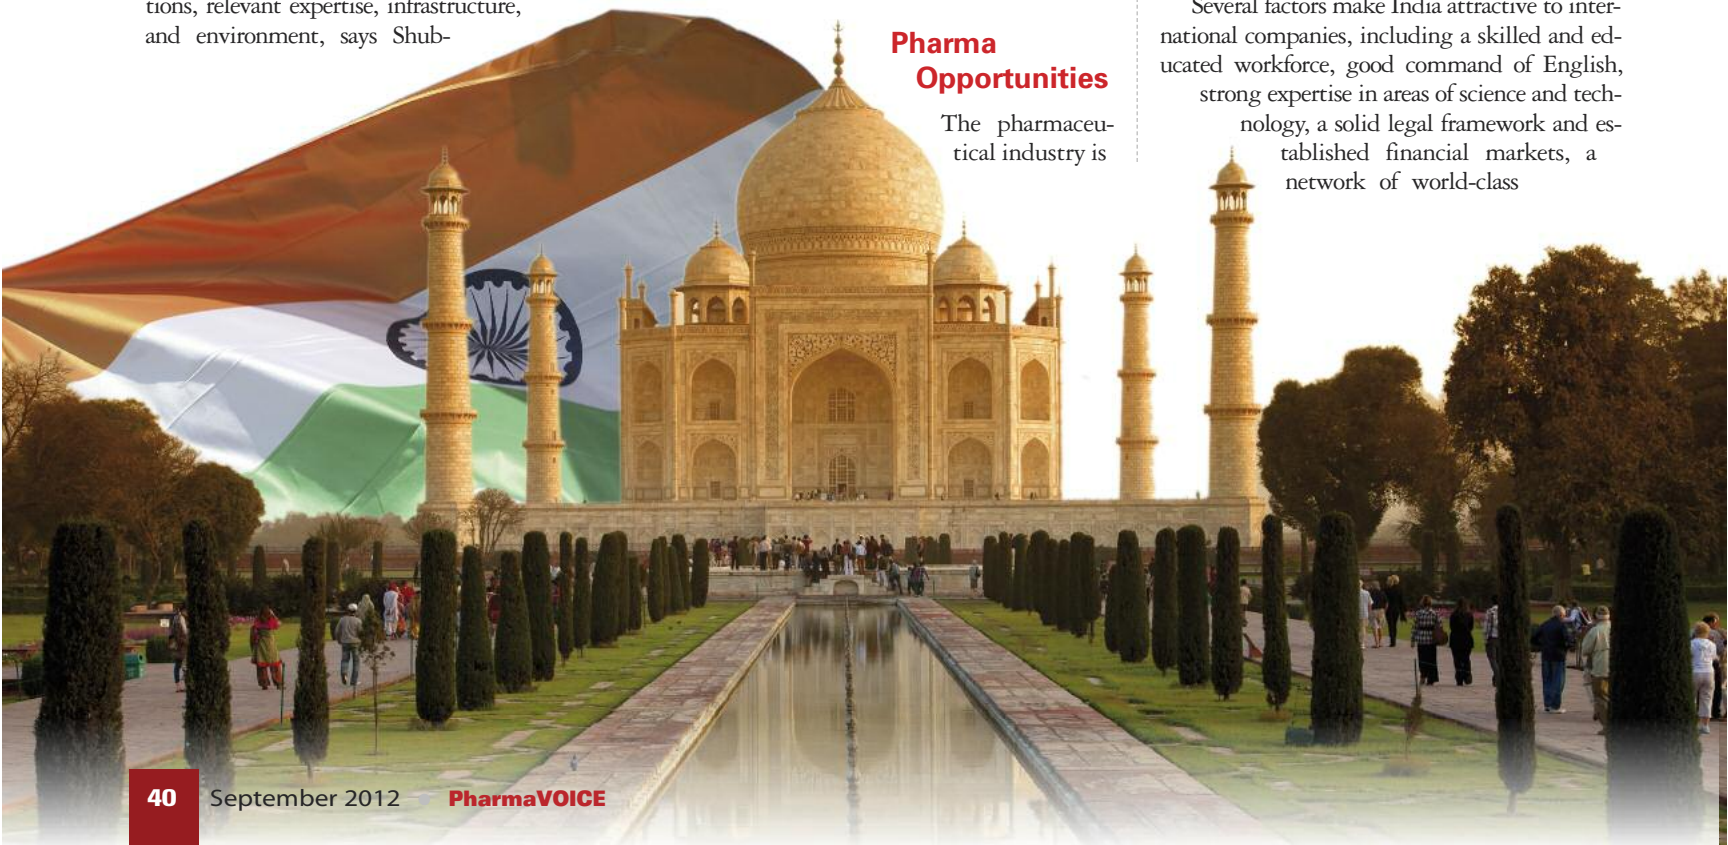 tions, relevant expertise, infrastructure,
and environment, says Shub-
Pharma
Opportunities
The pharmaceu-
tical industry is
Several factors make India attractive to inter-
national companies, including a skilled and ed-
ucated workforce, good command of English,
strong expertise in areas of science and tech-
nology, a solid legal framework and es-
tablished financial markets, a
network of world-class
40 September 2012 PharmaVOICE